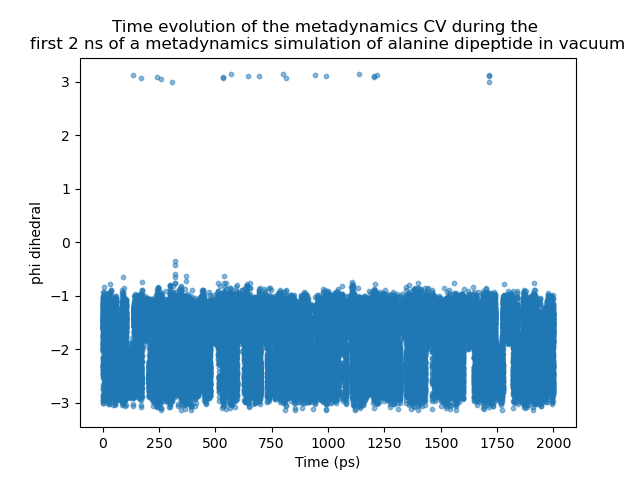 Time evolution of the metadynamics CV during the
first 2 ns of a metadynamics simulation of alanine dipeptide in vacuum
3
2
1
0
−1
−2
−3
phi dihedral
0 250 500 750 1000 1250 1500 1750 2000
Time (ps)